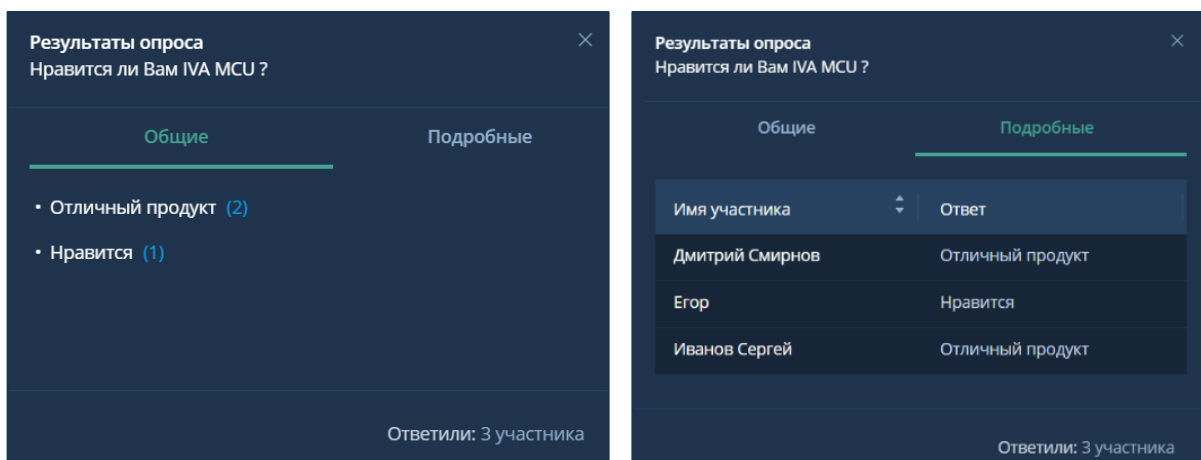 Результаты опроса
Нравится ли Вам IVA MCU ?
Общие
Подробные
• Отличный продукт (2)
• Нравится (1)
Ответили: 3 участника
Результаты опроса
Нравится ли Вам IVA MCU ?
Общие
Подробные
Имя участника Ответ
Дмитрий Смирнов Отличный продукт
Егор Нравится
Иванов Сергей Отличный продукт
Ответили: 3 участника